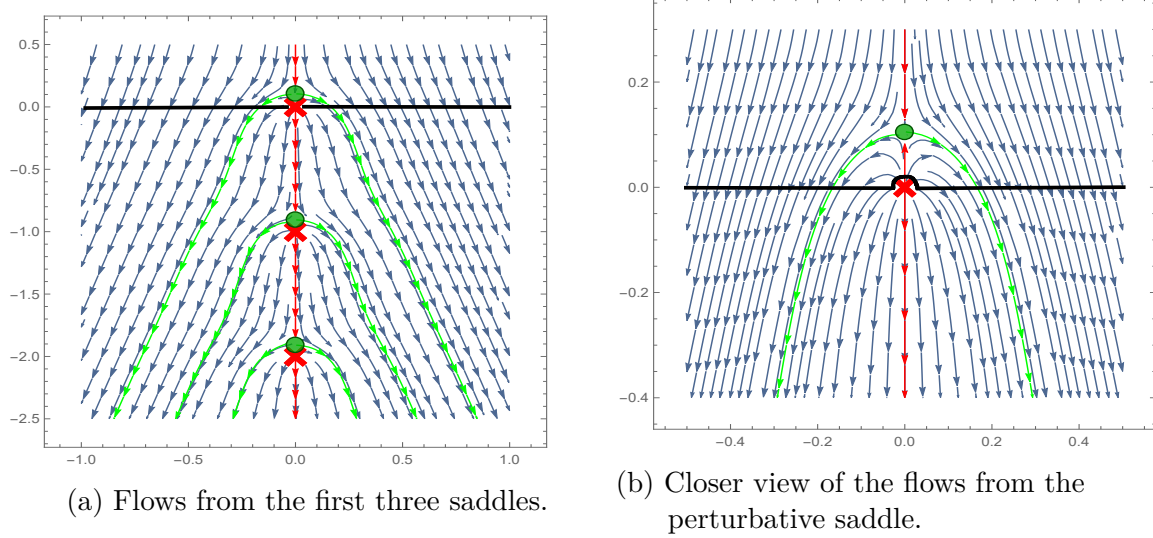 0.5
0.0
−0.5
−1.0
−1.5
−2.0
−2.5
−1.0 −0.5 0.0 0.5 1.0
(a) Flows from the first three saddles.
0.2
0.0
−0.2
−0.4
−0.4 −0.2 0.0 0.2 0.4
(b) Closer view of the flows from the
perturbative saddle.